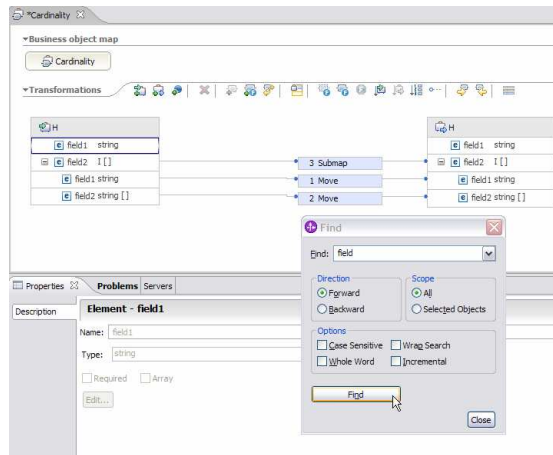 *Cardinality
Business object map
Cardinality
Transformations
H
H
field1 string
field1 string
field2 I []
3 Submap
field2 I []
field1 string
1 Move
field1 string
field2 string []
2 Move
field2 string []
Find
Find: field
Direction
Scope
Forward
All
Backward
Selected Objects
Options
Case Sensitive
Wrap Search
Whole Word
Incremental
Find
Close
Properties
Problems
Servers
Description
Element - field1
Name: field1
Type: string
Required
Array
Edit...